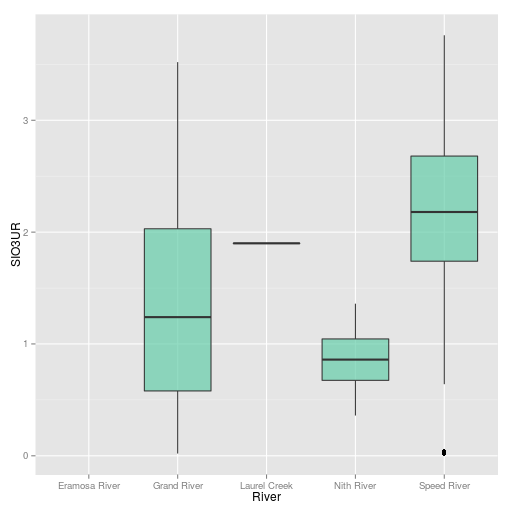 3
2
1
0
SIO3UR
Eramosa River
Grand River
Laurel Creek
Nith River
Speed River
River